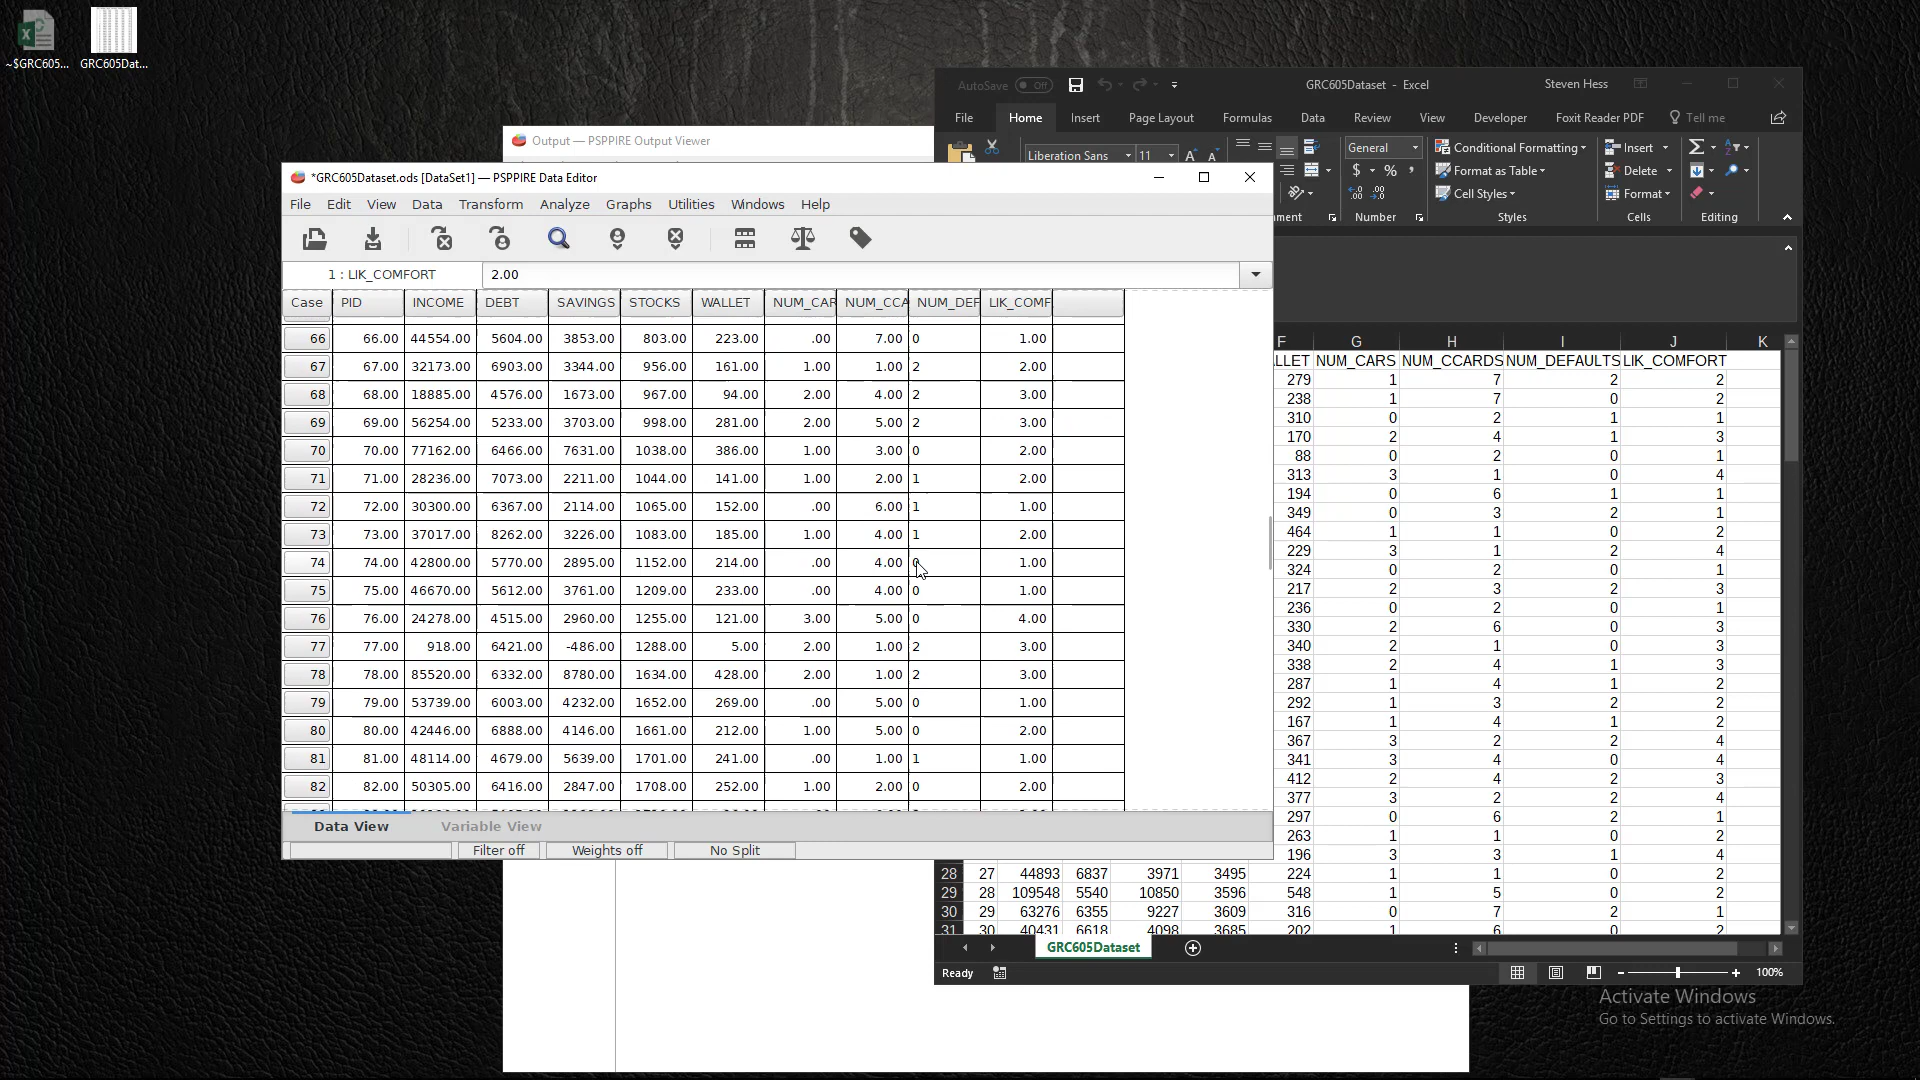 ~$GRC605...
GRC605Dat...
Output — PSPPIRE Output Viewer
*GRC605Dataset.ods [DataSet1] — PSPPIRE Data Editor
File Edit View Data Transform Analyze Graphs Utilities Windows Help
1 : LIK_COMFORT 2.00
Case PID INCOME DEBT SAVINGS STOCKS WALLET NUM_CAR NUM_CCA NUM_DEF LIK_COMF
66 66.00 44554.00 5604.00 3853.00 803.00 223.00 .00 7.00 0 1.00
67 67.00 32173.00 6903.00 3344.00 956.00 161.00 1.00 1.00 2 2.00
68 68.00 18885.00 4576.00 1673.00 967.00 94.00 2.00 4.00 2 3.00
69 69.00 56254.00 5233.00 3703.00 998.00 281.00 2.00 5.00 2 3.00
70 70.00 77162.00 6466.00 7631.00 1038.00 386.00 1.00 3.00 0 2.00
71 71.00 28236.00 7073.00 2211.00 1044.00 141.00 1.00 2.00 1 2.00
72 72.00 30300.00 6367.00 2114.00 1065.00 152.00 .00 6.00 1 1.00
73 73.00 37017.00 8262.00 3226.00 1083.00 185.00 1.00 4.00 1 2.00
74 74.00 42800.00 5770.00 2895.00 1152.00 214.00 .00 4.00 0 1.00
75 75.00 46670.00 5612.00 3761.00 1209.00 233.00 .00 4.00 0 1.00
76 76.00 24278.00 4515.00 2960.00 1255.00 121.00 3.00 5.00 0 4.00
77 77.00 918.00 6421.00 -486.00 1288.00 5.00 2.00 1.00 2 3.00
78 78.00 85520.00 6332.00 8780.00 1634.00 428.00 2.00 1.00 2 3.00
79 79.00 53739.00 6003.00 4232.00 1652.00 269.00 .00 5.00 0 1.00
80 80.00 42446.00 6888.00 4146.00 1661.00 212.00 1.00 5.00 0 2.00
81 81.00 48114.00 4679.00 5639.00 1701.00 241.00 .00 1.00 1 1.00
82 82.00 50305.00 6416.00 2847.00 1708.00 252.00 1.00 2.00 0 2.00
Data View Variable View
Filter off Weights off No Split
AutoSave Off GRC605Dataset - Excel Steven Hess
File Home Insert Page Layout Formulas Data Review View Developer Foxit Reader PDF Tell me
Liberation Sans 11 A A General Conditional Formatting Insert
$ % , Format as Table Delete
Cell Styles Format
ment Number Styles Cells Editing
F G H I J K
LLET NUM_CARS NUM_CCARDS NUM_DEFAULTS LIK_COMFORT
279 1 7 2 2
238 1 7 0 2
310 0 2 1 1
170 2 4 1 3
88 0 2 0 1
313 3 1 0 4
194 0 6 1 1
349 0 3 2 1
464 1 1 0 2
229 3 1 2 4
324 0 2 0 1
217 2 3 2 3
236 0 2 0 1
330 2 6 0 3
340 2 1 0 3
338 2 4 1 3
287 1 4 1 2
292 1 3 2 2
167 1 4 1 2
367 3 2 2 4
341 3 4 0 4
412 2 4 2 3
377 3 2 2 4
297 0 6 2 1
263 1 1 0 2
196 3 3 1 4
28 27 44893 6837 3971 3495 224 1 1 0 2
29 28 109548 5540 10850 3596 548 1 5 0 2
30 29 63276 6355 9227 3609 316 0 7 2 1
31 30 40431 6618 4098 3685 202 1 6 0 2
GRC605Dataset
Ready 100%
Activate Windows
Go to Settings to activate Windows.